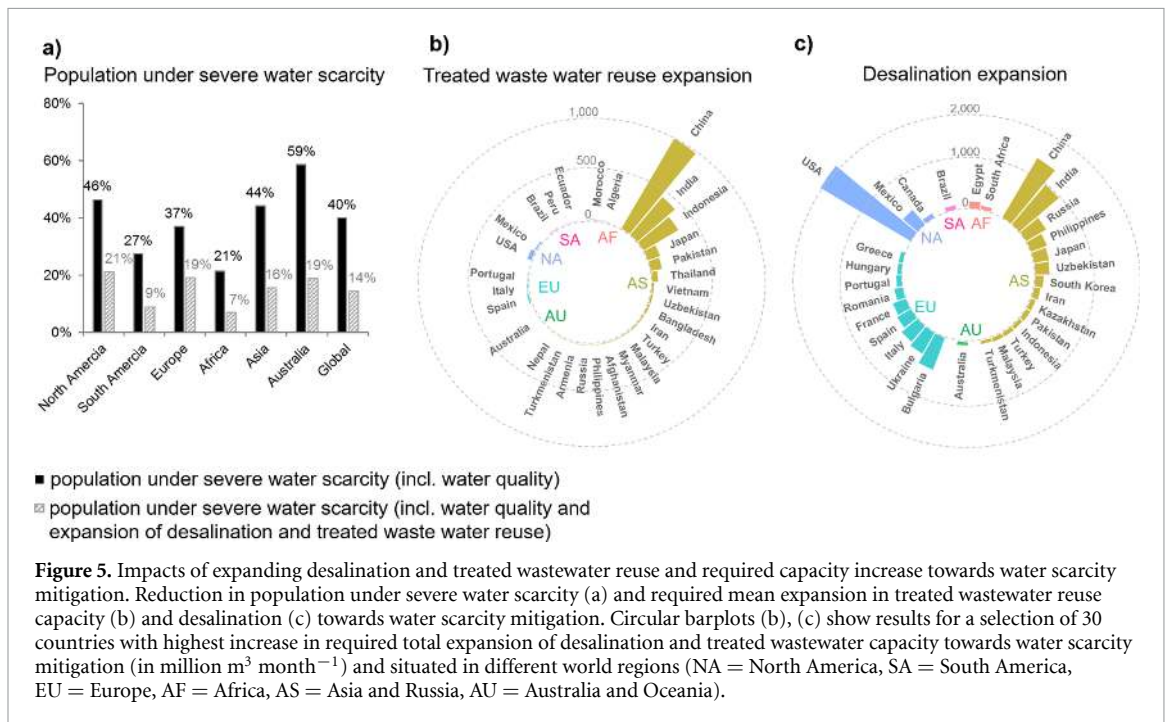 a)
Population under severe water scarcity
80%
60%
40%
20%
0%
46%
21%
27%
9%
37%
19%
21%
7%
44%
16%
59%
19%
40%
14%
North Amercia
South Amercia
Europe
Africa
Asia
Australia
Global
b)
Treated waste water reuse expansion
1,000
500
0
China
India
Indonesia
Japan
Pakistan
Thailand
Vietnam
Uzbekistan
Bangladesh
Iran
Turkey
Malaysia
Myanmar
Afghanistan
Philippines
Russia
Armenia
Turkmenistan
Nepal
Australia
Spain
Italy
Portugal
USA
Mexico
Brazil
Peru
Ecuador
Morocco
Algeria
SA
AF
NA
EU
AU
AS
c)
Desalination expansion
2,000
1,000
0
China
India
Russia
Philippines
Japan
Uzbekistan
South Korea
Iran
Kazakhstan
Pakistan
Indonesia
Turkey
Malaysia
Turkmenistan
Australia
Bulgaria
Ukraine
Italy
Spain
France
Romania
Portugal
Hungary
Greece
USA
Mexico
Canada
Brazil
Egypt
South Africa
SA
AF
NA
EU
AU
AS
population under severe water scarcity (incl. water quality)
population under severe water scarcity (incl. water quality and
expansion of desalination and treated waste water reuse)
Figure 5. Impacts of expanding desalination and treated wastewater reuse and required capacity increase towards water scarcity
mitigation. Reduction in population under severe water scarcity (a) and required mean expansion in treated wastewater reuse
capacity (b) and desalination (c) towards water scarcity mitigation. Circular barplots (b), (c) show results for a selection of 30
countries with highest increase in required total expansion of desalination and treated wastewater capacity towards water scarcity
mitigation (in million m³ month⁻¹) and situated in different world regions (NA = North America, SA = South America,
EU = Europe, AF = Africa, AS = Asia and Russia, AU = Australia and Oceania).